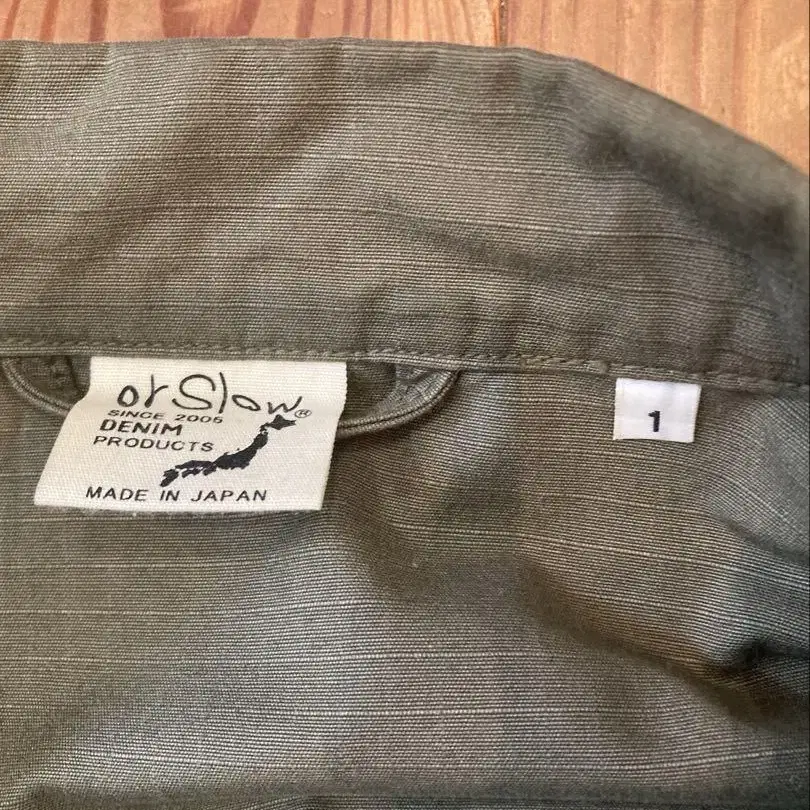 orSlow®
SINCE 2005
DENIM
PRODUCTS
MADE IN JAPAN
1